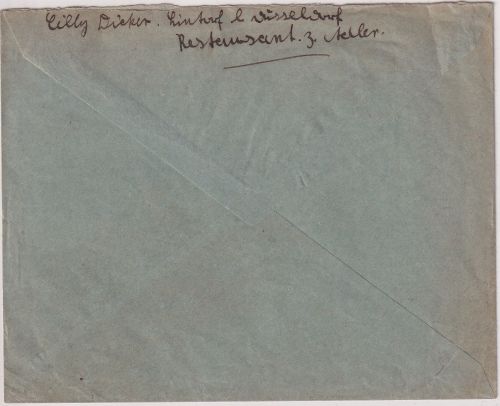 Cilly Dicker. Lintorf b Düsseldorf
Restaurant. z. Adler.